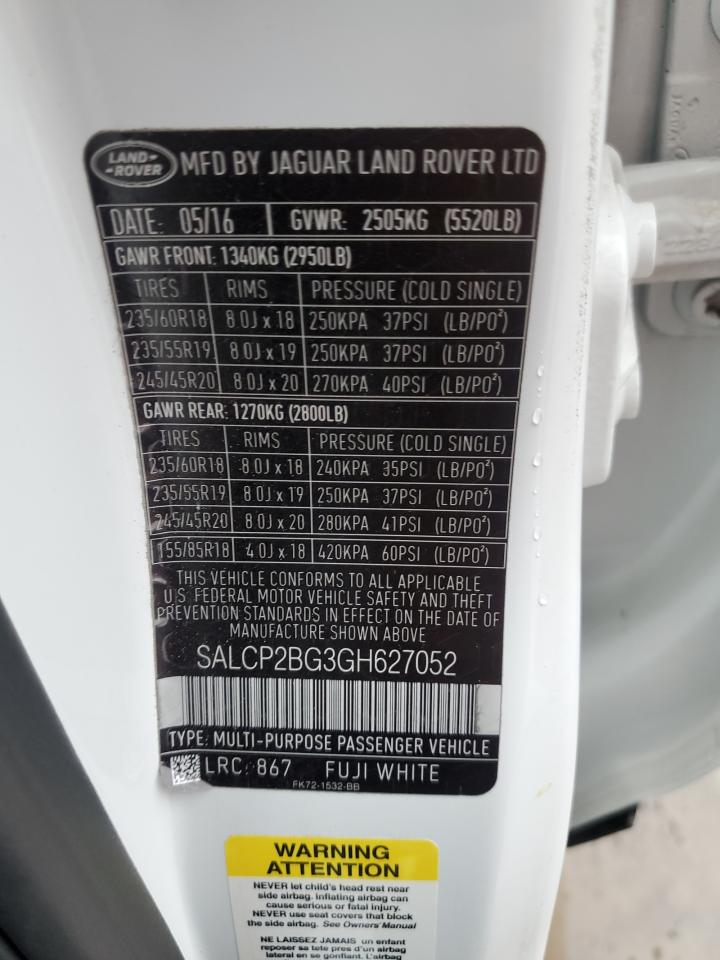 LAND-
-ROVER
MFD BY JAGUAR LAND ROVER LTD
DATE: 05/16 GVWR: 2505KG (5520LB)
GAWR FRONT: 1340KG (2950LB)
TIRES RIMS PRESSURE (COLD SINGLE)
235/60R18 8.0J x 18 250KPA 37PSI (LB/PO²)
235/55R19 8.0J x 19 250KPA 37PSI (LB/PO²)
245/45R20 8.0J x 20 270KPA 40PSI (LB/PO²)
GAWR REAR: 1270KG (2800LB)
TIRES RIMS PRESSURE (COLD SINGLE)
235/60R18 8.0J x 18 240KPA 35PSI (LB/PO²)
235/55R19 8.0J x 19 250KPA 37PSI (LB/PO²)
245/45R20 8.0J x 20 280KPA 41PSI (LB/PO²)
155/85R18 4.0J x 18 420KPA 60PSI (LB/PO²)
THIS VEHICLE CONFORMS TO ALL APPLICABLE
U.S. FEDERAL MOTOR VEHICLE SAFETY AND THEFT
PREVENTION STANDARDS IN EFFECT ON THE DATE OF
MANUFACTURE SHOWN ABOVE
SALCP2BG3GH627052
TYPE: MULTI-PURPOSE PASSENGER VEHICLE
LRC: 867 FUJI WHITE
FK72-1532-BB
WARNING
ATTENTION
NEVER let child's head rest near
side airbag. inflating airbag can
cause serious or fatal injury.
NEVER use seat covers that block
the side airbag. See Owners' Manual
NE LAISSEZ JAMAIS un enfant
reposer sa tete pres d'un airbag
lateral en se gonflant. L'airbag